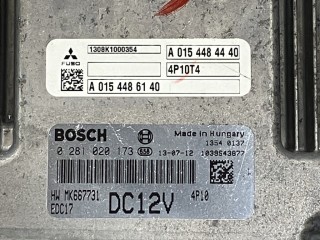 1308K1000354
A 015 448 44 40
FUSO
4P10T4
A 015 448 61 40
BOSCH
Made in Hungary
1354 0137
0 281 020 173 13-07-12 1039S43877
HW MK667731
DC12V
4P10
EDC17